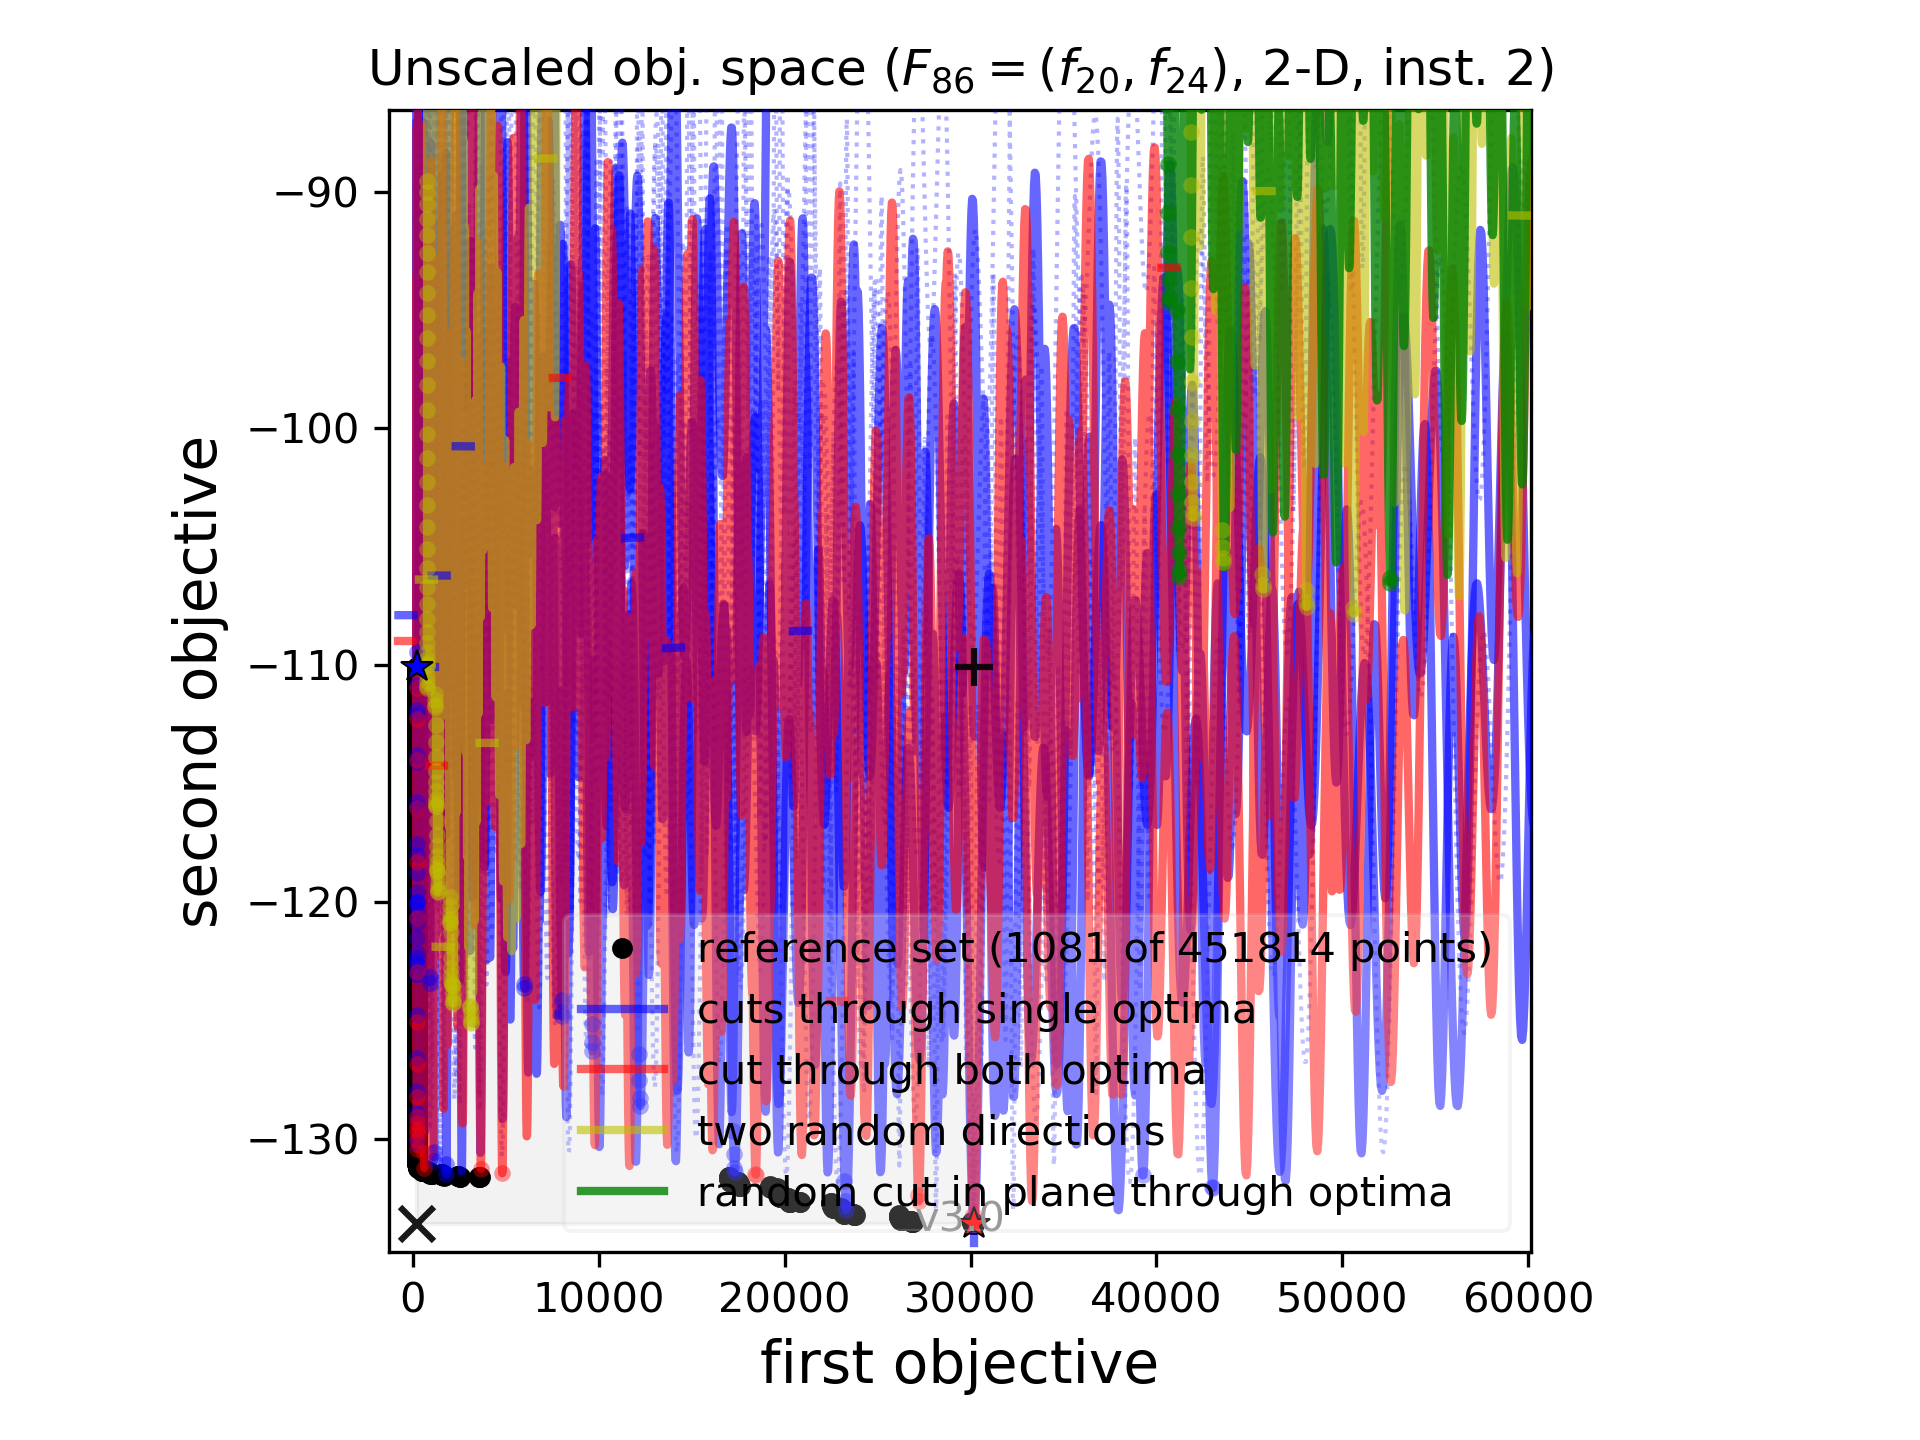 Unscaled obj. space (F86 = (f20, f24), 2-D, inst. 2)
second objective
−90
−100
−110
−120
−130
reference set (1081 of 451814 points)
cuts through single optima
cut through both optima
two random directions
random cut in plane through optima
v3.0
0 10000 20000 30000 40000 50000 60000
first objective